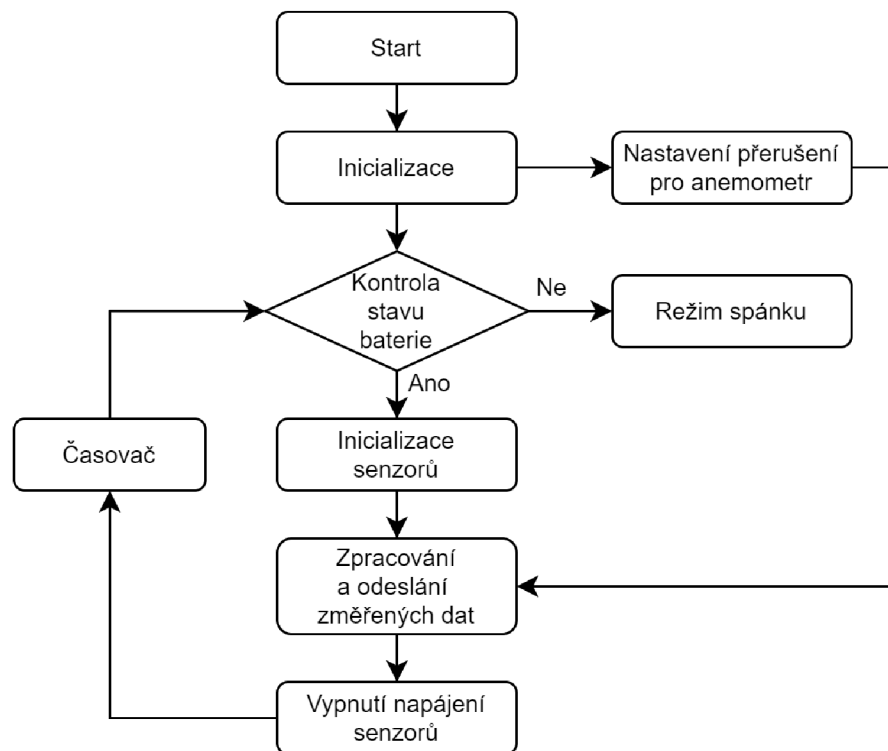 Start
Inicializace
Nastavení přerušení
pro anemometr
Kontrola
stavu
baterie
Ne
Režim spánku
Ano
Časovač
Inicializace
senzorů
Zpracování
a odeslání
změřených dat
Vypnutí napájení
senzorů